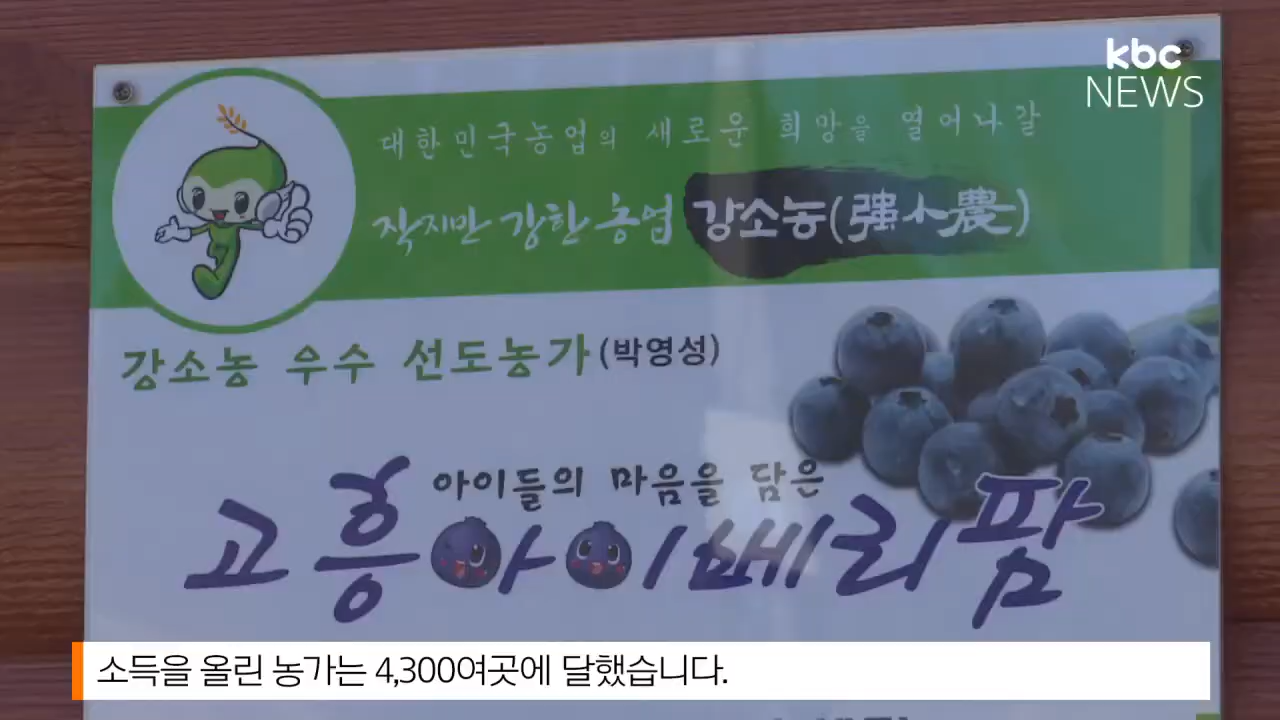 kbc
NEWS
대한민국농업의 새로운 희망을 열어나갈
작지만 강한 농업 강소농(强小農)
강소농 우수 선도농가(박영성)
아이들의 마음을 담은
고흥아이베리팜
소득을 올린 농가는 4,300여곳에 달했습니다.